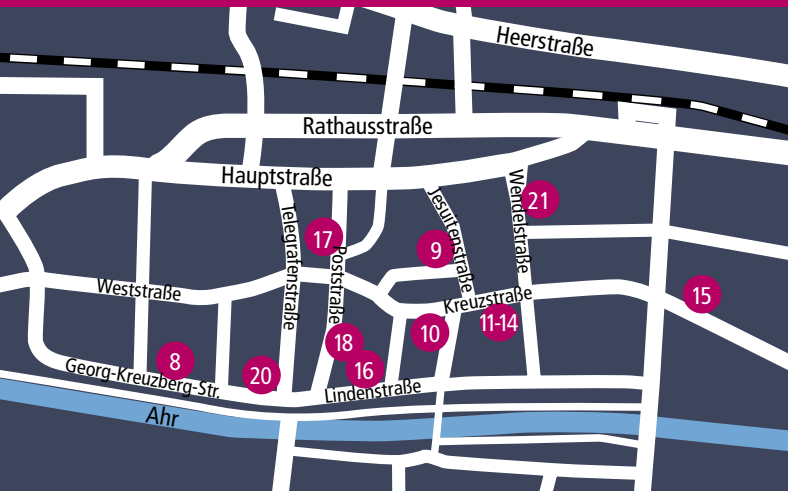 Heerstraße
Rathausstraße
Hauptstraße
Wendelstraße
21
Jesuitenstraße
Telegrafenstraße
17
Poststraße
9
Weststraße
Kreuzstraße
15
11-14
10
18
8
16
20
Georg-Kreuzberg-Str.
Lindenstraße
Ahr